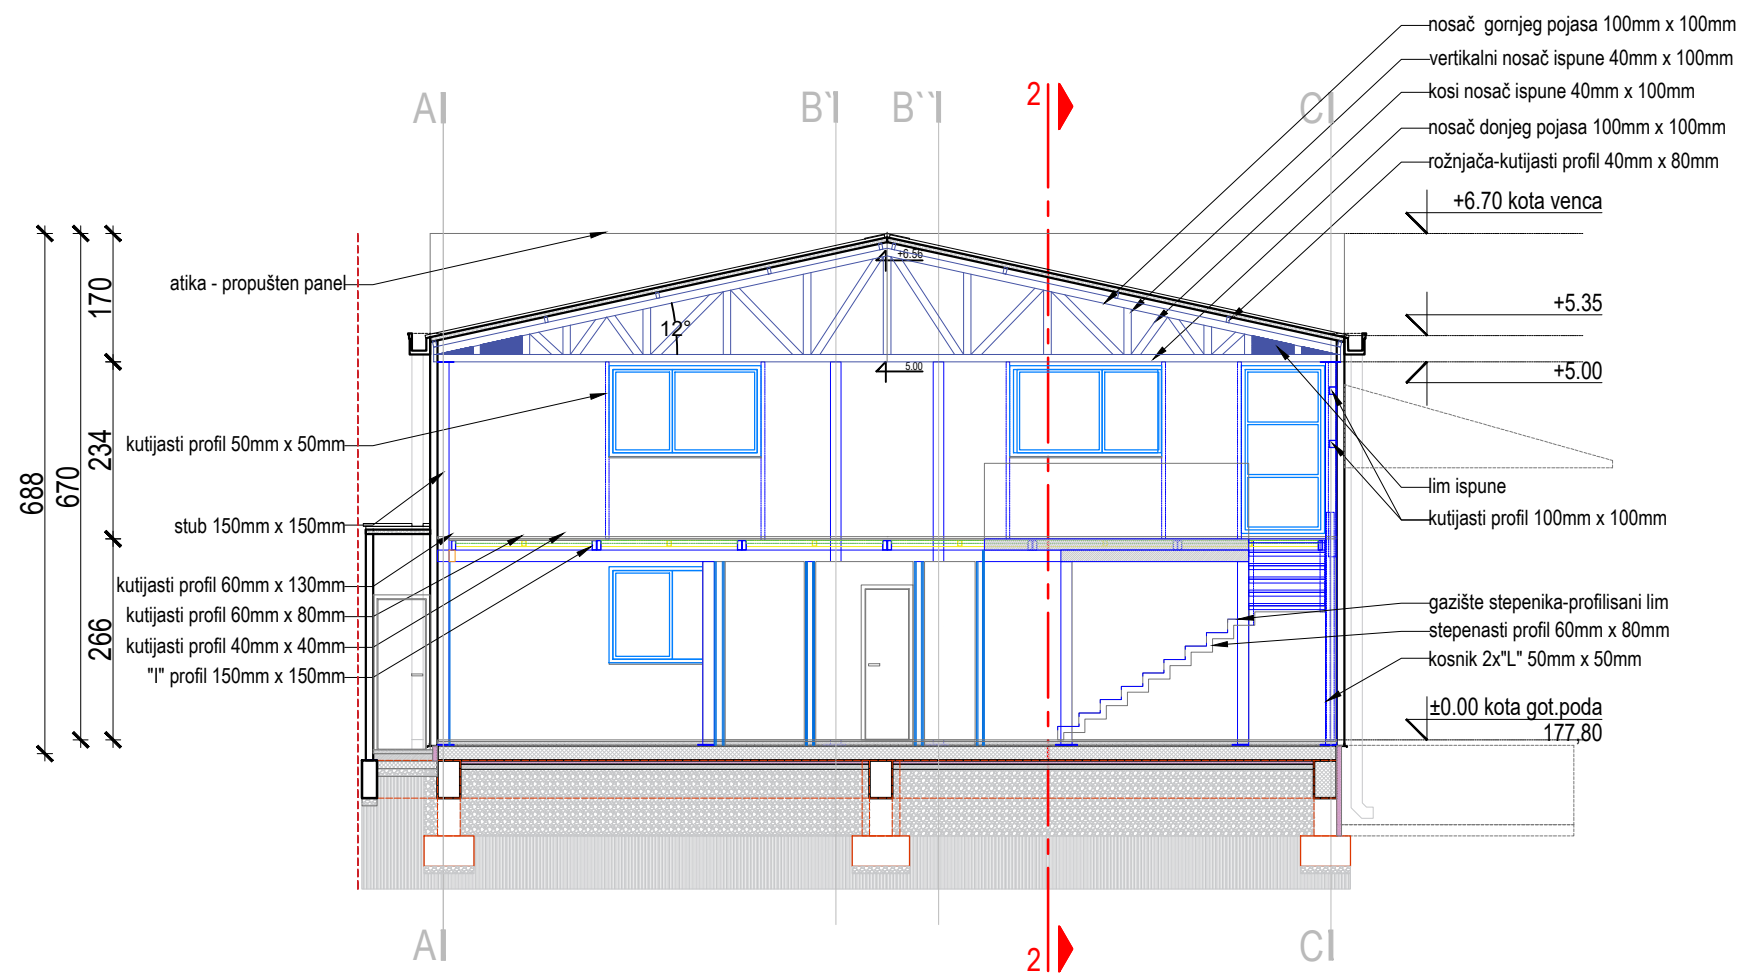 nosač  gornjeg pojasa 100mm x 100mm
vertikalni nosač ispune 40mm x 100mm
kosi nosač ispune 40mm x 100mm
nosač donjeg pojasa 100mm x 100mm
rožnjača-kutijasti profil 40mm x 80mm
A
B`
B``
2
C
+6.70 kota venca
+6.56
atika - propušten panel
170
12°
+5.35
5.00
+5.00
kutijasti profil 50mm x 50mm
234
670
688
lim ispune
kutijasti profil 100mm x 100mm
stub 150mm x 150mm
kutijasti profil 60mm x 130mm
kutijasti profil 60mm x 80mm
kutijasti profil 40mm x 40mm
"I" profil 150mm x 150mm
266
gazište stepenika-profilisani lim
stepenasti profil 60mm x 80mm
kosnik 2x"L" 50mm x 50mm
±0.00 kota got.poda
177,80
A
2
C